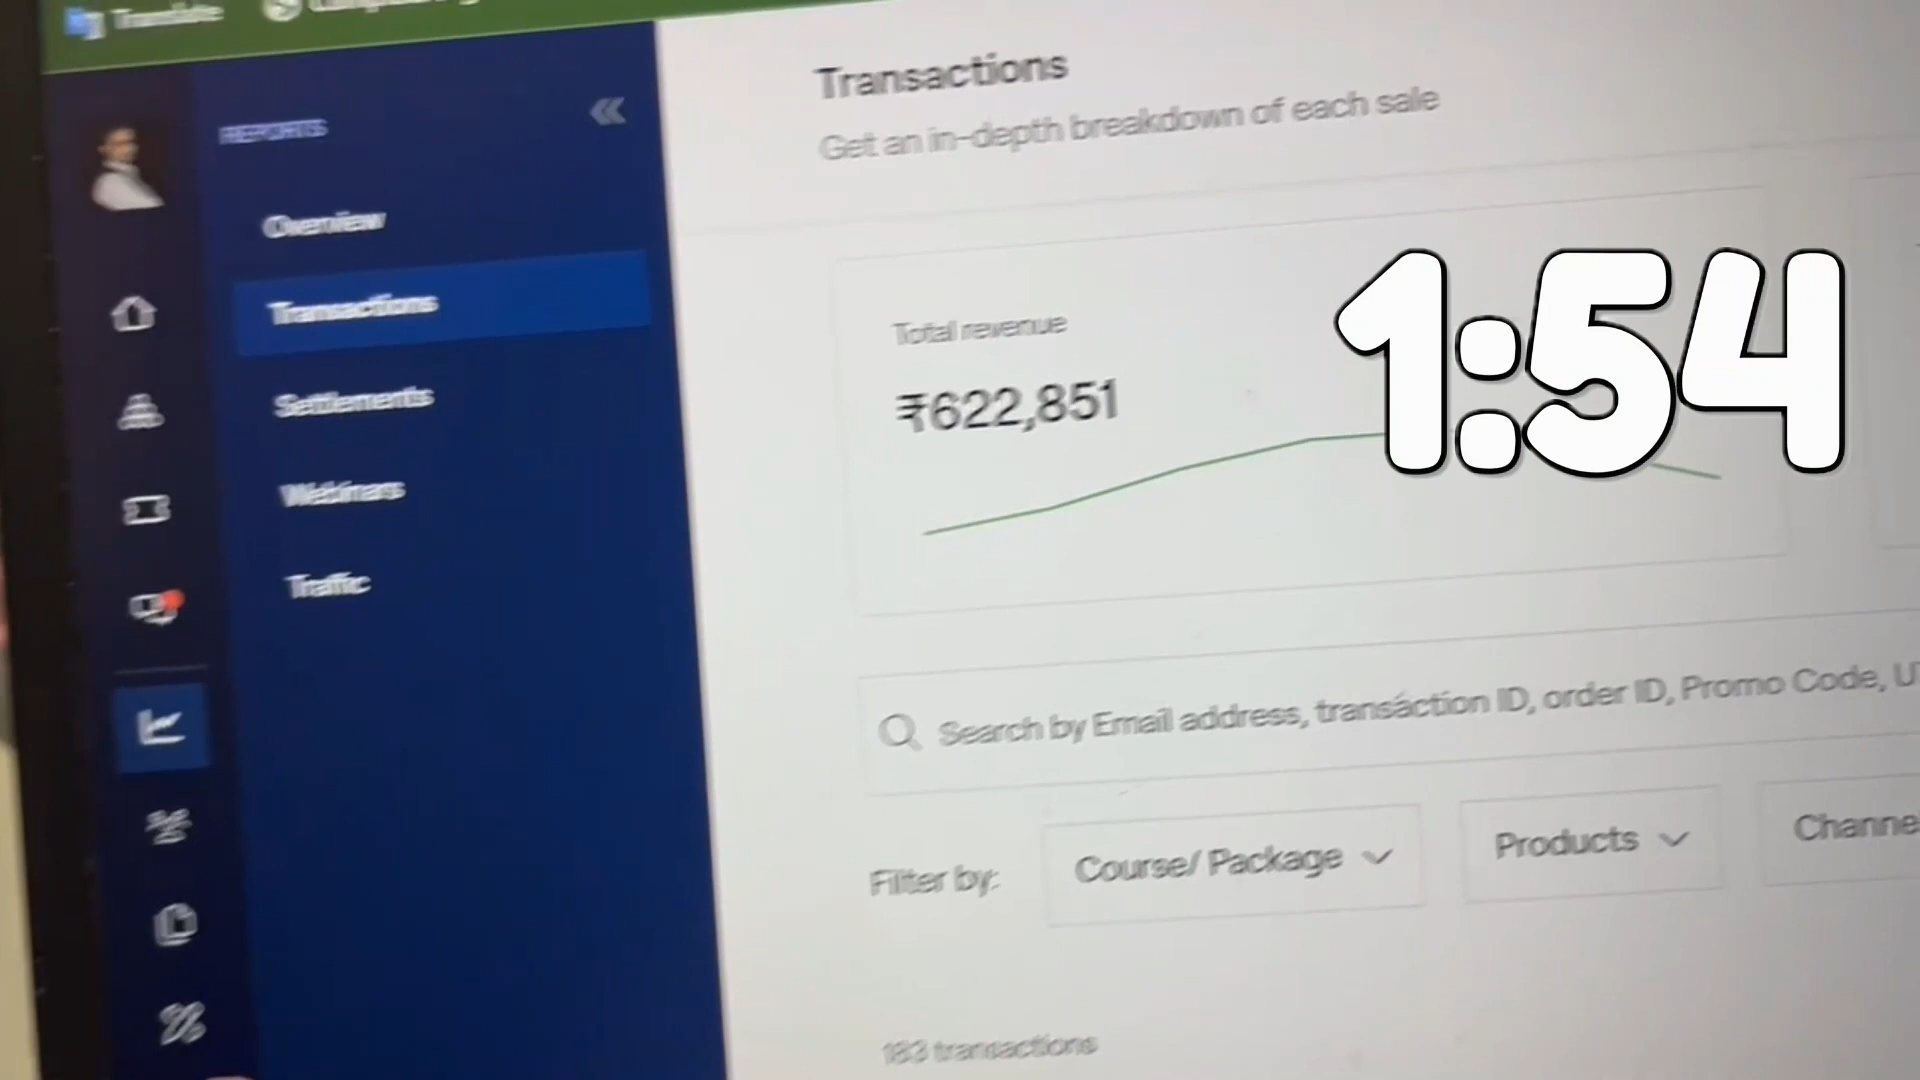 Translate
REPORTS
Overview
Transactions
Settlements
Webinars
Traffic
Transactions
Get an in-depth breakdown of each sale
Total revenue
₹622,851
1:54
Search by Email address, transaction ID, order ID, Promo Code,
Filter by:
Course/ Package
Products
183 transactions